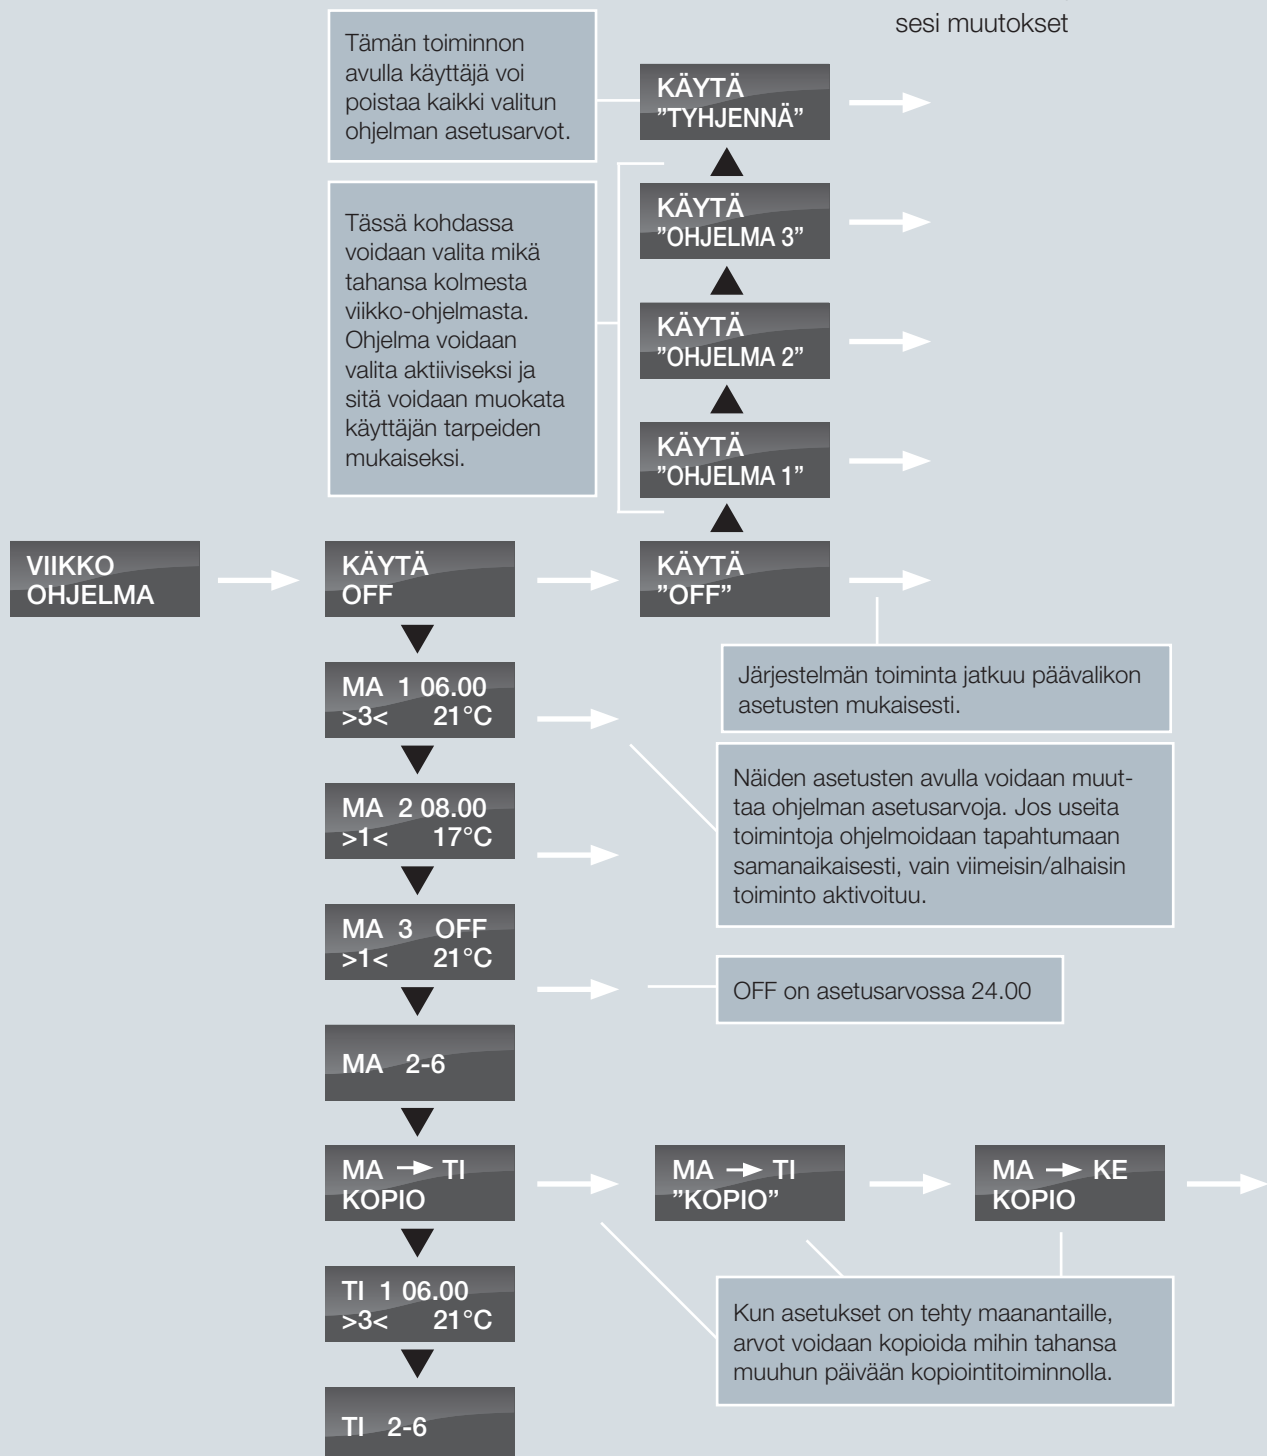 sesi muutokset
Tämän toiminnon
avulla käyttäjä voi
poistaa kaikki valitun
ohjelman asetusarvot.
KÄYTÄ
”TYHJENNÄ”
Tässä kohdassa
voidaan valita mikä
tahansa kolmesta
viikko-ohjelmasta.
Ohjelma voidaan
valita aktiiviseksi ja
sitä voidaan muokata
käyttäjän tarpeiden
mukaiseksi.
KÄYTÄ
”OHJELMA 3”
KÄYTÄ
”OHJELMA 2”
KÄYTÄ
”OHJELMA 1”
VIIKKO
OHJELMA
KÄYTÄ
OFF
KÄYTÄ
”OFF”
Järjestelmän toiminta jatkuu päävalikon
asetusten mukaisesti.
MA 1 06.00
>3< 21°C
Näiden asetusten avulla voidaan muut-
taa ohjelman asetusarvoja. Jos useita
toimintoja ohjelmoidaan tapahtumaan
samanaikaisesti, vain viimeisin/alhaisin
toiminto aktivoituu.
MA 2 08.00
>1< 17°C
MA 3 OFF
>1< 21°C
OFF on asetusarvossa 24.00
MA 2-6
MA → TI
KOPIO
MA → TI
”KOPIO”
MA → KE
KOPIO
TI 1 06.00
>3< 21°C
Kun asetukset on tehty maanantaille,
arvot voidaan kopioida mihin tahansa
muuhun päivään kopiointitoiminnolla.
TI 2-6